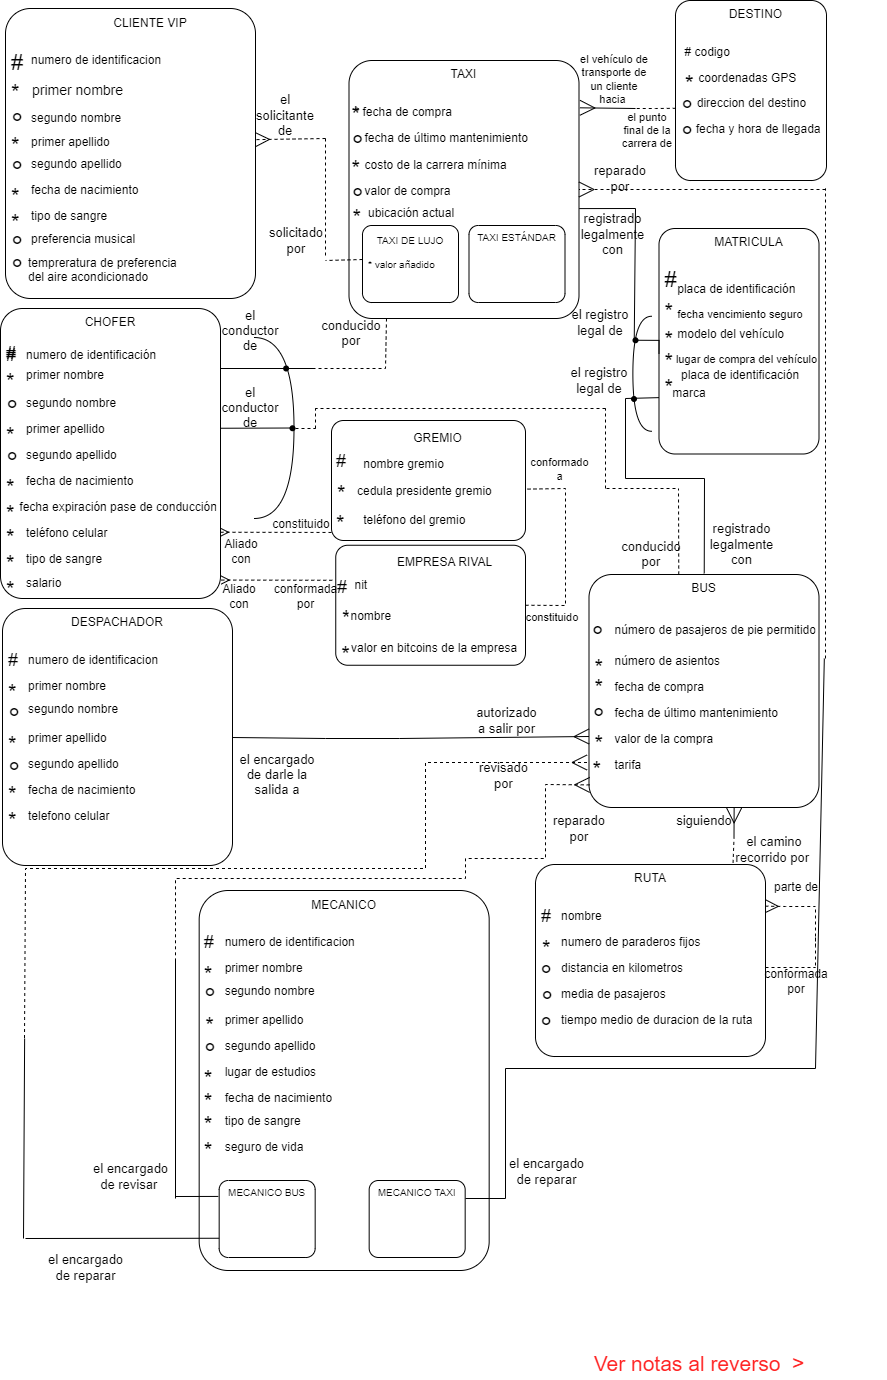 CLIENTE VIP
# numero de identificacion
* primer nombre
o segundo nombre
* primer apellido
o segundo apellido
* fecha de nacimiento
* tipo de sangre
o preferencia musical
o tempreratura de preferencia
del aire acondicionado
el
solicitante
de
solicitado
por
TAXI
* fecha de compra
o fecha de último mantenimiento
* costo de la carrera mínima
o valor de compra
* ubicación actual
TAXI DE LUJO
* valor añadido
TAXI ESTÁNDAR
el vehículo de
transporte de
un cliente
hacia
el punto
final de la
carrera de
DESTINO
# codigo
* coordenadas GPS
o direccion del destino
o fecha y hora de llegada
reparado
por
registrado
legalmente
con
MATRICULA
# placa de identificación
* fecha vencimiento seguro
* modelo del vehículo
* lugar de compra del vehículo
placa de identificación
* marca
el registro
legal de
el registro
legal de
CHOFER
# numero de identificación
* primer nombre
o segundo nombre
* primer apellido
o segundo apellido
* fecha de nacimiento
* fecha expiración pase de conducción
* teléfono celular
* tipo de sangre
* salario
el
conductor
de
conducido
por
el
conductor
de
GREMIO
# nombre gremio
* cedula presidente gremio
* teléfono del gremio
conformado
a
constituido
Aliado
con
EMPRESA RIVAL
# nit
*nombre
* valor en bitcoins de la empresa
Aliado
con
conformada
por
constituido
conducido
por
registrado
legalmente
con
BUS
o número de pasajeros de pie permitido
* número de asientos
* fecha de compra
o fecha de último mantenimiento
* valor de la compra
* tarifa
DESPACHADOR
# numero de identificacion
* primer nombre
o segundo nombre
* primer apellido
o segundo apellido
* fecha de nacimiento
* telefono celular
autorizado
a salir por
el encargado
de darle la
salida a
revisado
por
reparado
por
siguiendo
el camino
recorrido por
RUTA
# nombre
* numero de paraderos fijos
o distancia en kilometros
o media de pasajeros
o tiempo medio de duracion de la ruta
parte de
conformada
por
MECANICO
# numero de identificacion
* primer nombre
o segundo nombre
* primer apellido
o segundo apellido
* lugar de estudios
* fecha de nacimiento
* tipo de sangre
* seguro de vida
MECANICO BUS
MECANICO TAXI
el encargado
de revisar
el encargado
de reparar
el encargado
de reparar
Ver notas al reverso >